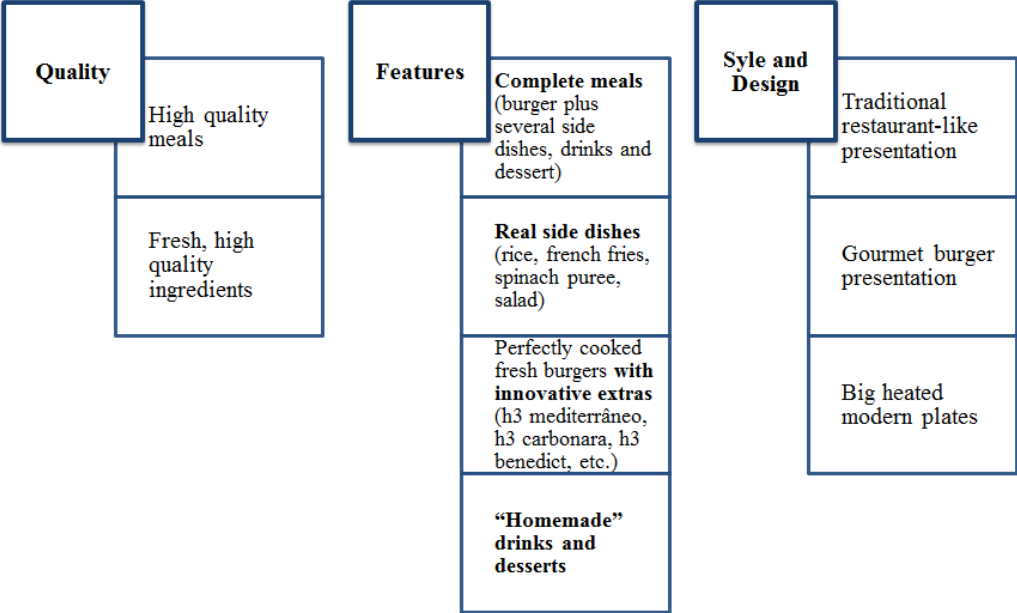 Quality
High quality
meals
Fresh, high
quality
ingredients
Features
Complete meals
(burger plus
several side
dishes, drinks and
dessert)
Real side dishes
(rice, french fries,
spinach puree,
salad)
Perfectly cooked
fresh burgers with
innovative extras
(h3 mediterrâneo,
h3 carbonara, h3
benedict, etc.)
“Homemade”
drinks and
desserts
Syle and
Design
Traditional
restaurant-like
presentation
Gourmet burger
presentation
Big heated
modern plates